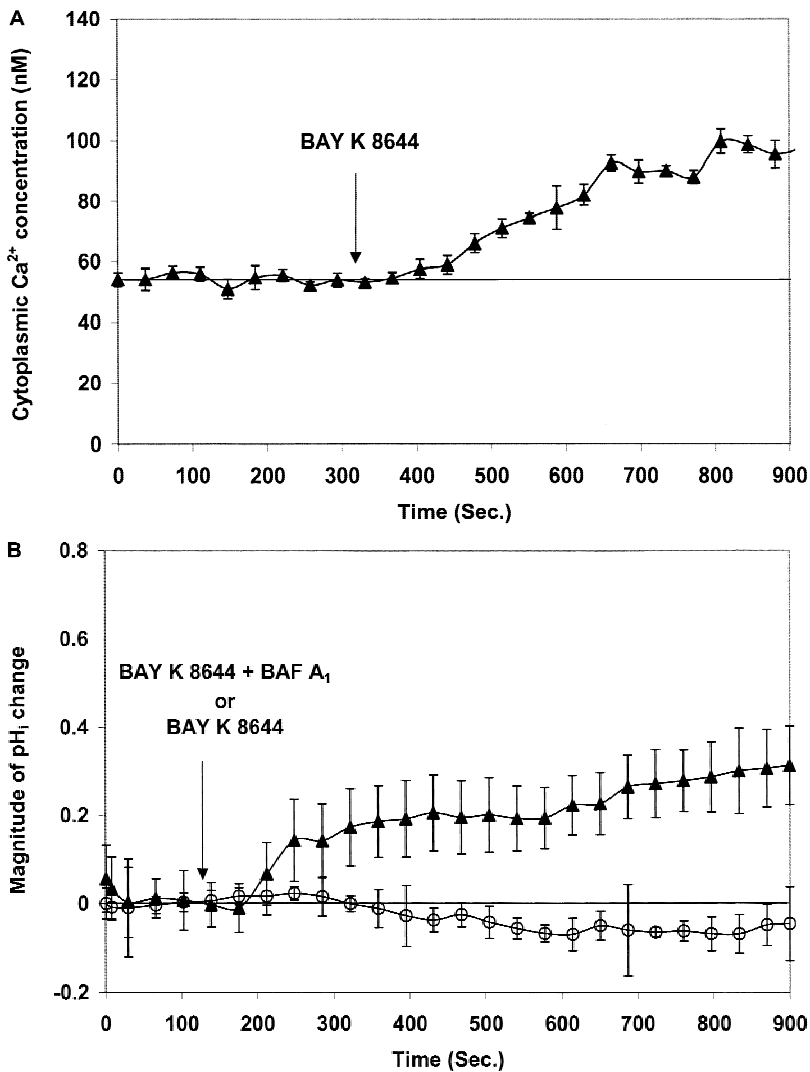 A
Cytoplasmic Ca²⁺ concentration (nM)
140
120
100
80
60
40
20
0
BAY K 8644
0 100 200 300 400 500 600 700 800 900
Time (Sec.)
B
Magnitude of pHᵢ change
0.8
0.6
0.4
0.2
0
-0.2
BAY K 8644 + BAF A₁
or
BAY K 8644
0 100 200 300 400 500 600 700 800 900
Time (Sec.)